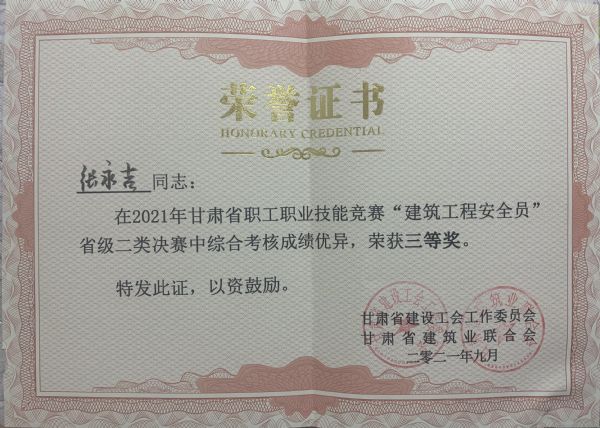 荣誉证书
HONORARY CREDENTIAL
张永吉 同志：
在2021年甘肃省职工职业技能竞赛“建筑工程安全员”
省级二类决赛中综合考核成绩优异，荣获三等奖。
特发此证，以资鼓励。
甘肃省建设工会工作委员会
甘肃省建筑业联合会
二零二一年九月